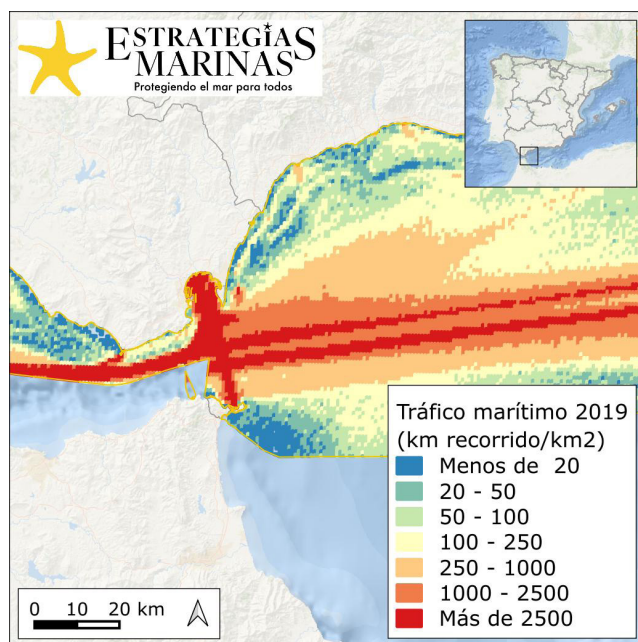 ESTRATEGIAS
MARINAS
Protegiendo el mar para todos
Tráfico marítimo 2019
(km recorrido/km2)
Menos de 20
20 - 50
50 - 100
100 - 250
250 - 1000
1000 - 2500
Más de 2500
0 10 20 km